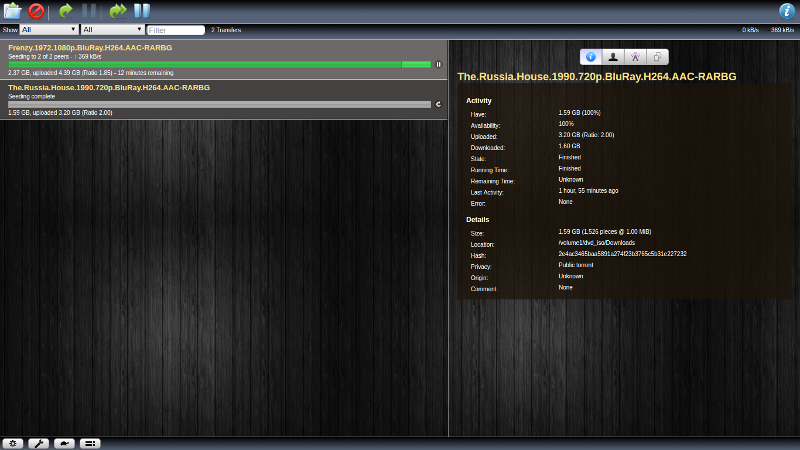 Show All All Filter 2 Transfers 0 kB/s 369 kB/s
Frenzy.1972.1080p.BluRay.H264.AAC-RARBG
Seeding to 2 of 2 peers - ↑ 369 kB/s
2.37 GB, uploaded 4.39 GB (Ratio 1.85) - 12 minutes remaining
The.Russia.House.1990.720p.BluRay.H264.AAC-RARBG
Seeding complete
1.59 GB, uploaded 3.20 GB (Ratio 2.00)
The.Russia.House.1990.720p.BluRay.H264.AAC-RARBG
Activity
Have: 1.59 GB (100%)
Availability: 100%
Uploaded: 3.20 GB (Ratio: 2.00)
Downloaded: 1.60 GB
State: Finished
Running Time: Finished
Remaining Time: Unknown
Last Activity: 1 hour, 55 minutes ago
Error: None
Details
Size: 1.59 GB (1,526 pieces @ 1.00 MiB)
Location: /volume1/dvd_iso/Downloads
Hash:
Privacy: Public torrent
Origin: Unknown
Comment: None